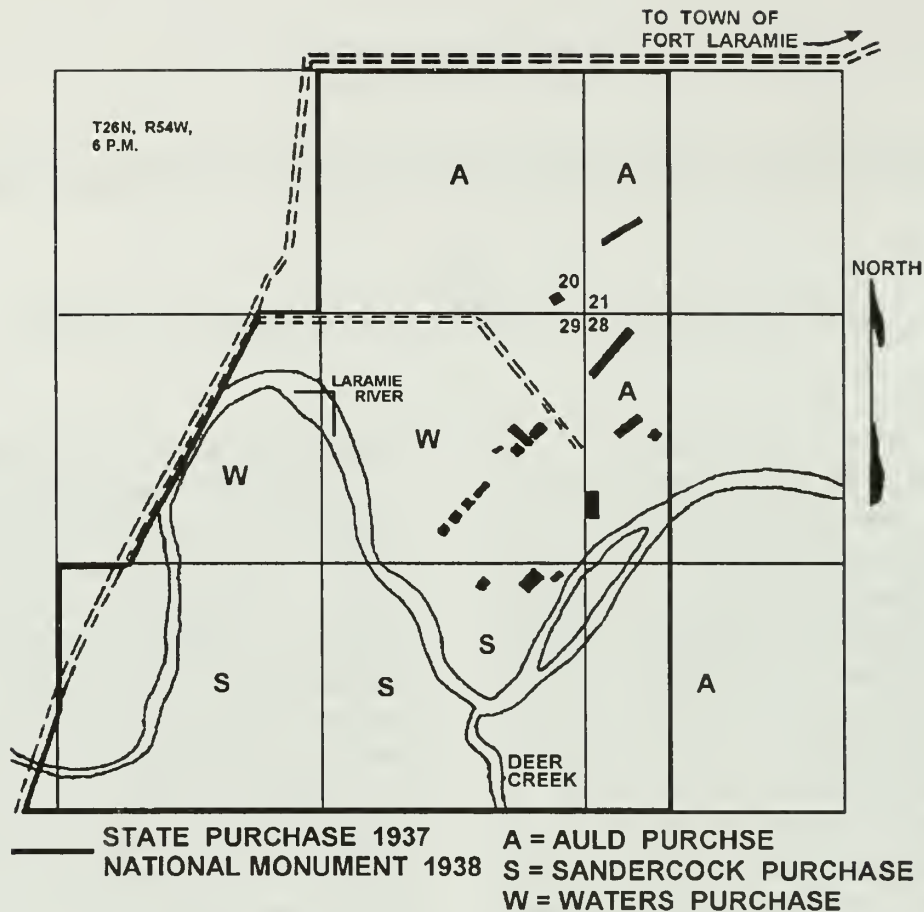 TO TOWN OF
FORT LARAMIE
T26N, R54W,
6 P.M.
A
A
NORTH
20
21
29
28
LARAMIE
RIVER
A
W
W
S
S
S
A
DEER
CREEK
STATE PURCHASE 1937
NATIONAL MONUMENT 1938
A = AULD PURCHSE
S = SANDERCOCK PURCHASE
W = WATERS PURCHASE